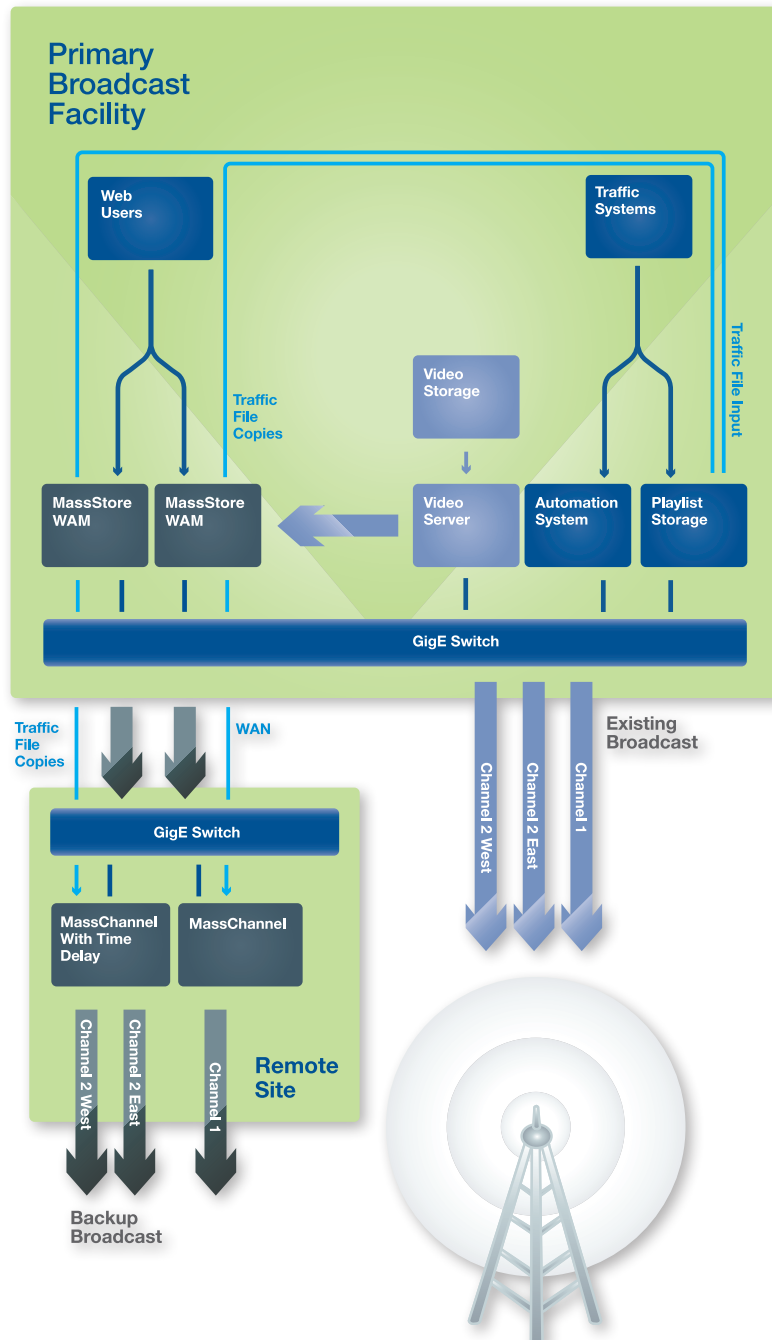 Primary
Broadcast
Facility
Web
Users
Traffic
Systems
Traffic File Input
Video
Storage
Traffic
File
Copies
MassStore
WAM
MassStore
WAM
Video
Server
Automation
System
Playlist
Storage
GigE Switch
Traffic
File
Copies
WAN
Existing
Broadcast
Channel 2 West
Channel 2 East
Channel 1
GigE Switch
MassChannel
With Time
Delay
MassChannel
Channel 2 West
Channel 2 East
Channel 1
Remote
Site
Backup
Broadcast